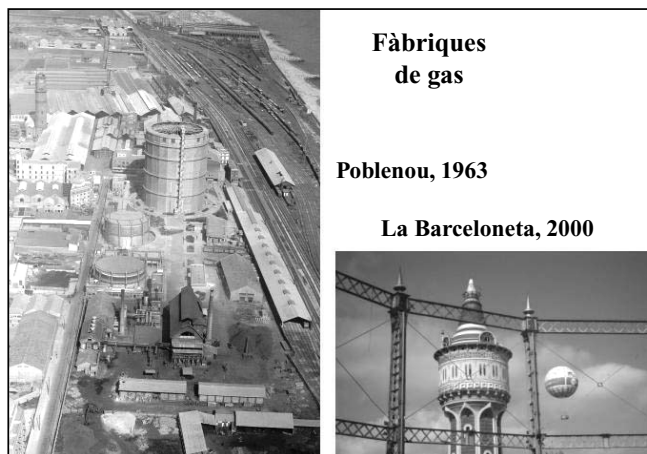 Fàbriques
de gas
Poblenou, 1963
La Barceloneta, 2000